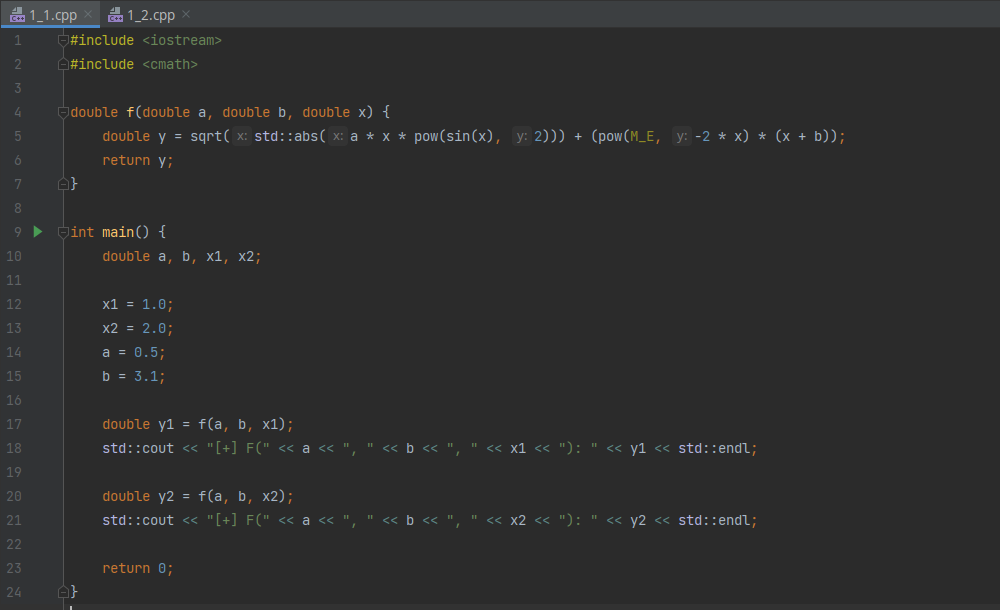 1_1.cpp 1_2.cpp
1 #include <iostream>
2 #include <cmath>
3
4 double f(double a, double b, double x) {
5     double y = sqrt( x: std::abs( x: a * x * pow(sin(x), y: 2))) + (pow(M_E, y: -2 * x) * (x + b));
6     return y;
7 }
8
9 int main() {
10     double a, b, x1, x2;
11
12     x1 = 1.0;
13     x2 = 2.0;
14     a = 0.5;
15     b = 3.1;
16
17     double y1 = f(a, b, x1);
18     std::cout << "[+] F(" << a << ", " << b << ", " << x1 << "): " << y1 << std::endl;
19
20     double y2 = f(a, b, x2);
21     std::cout << "[+] F(" << a << ", " << b << ", " << x2 << "): " << y2 << std::endl;
22
23     return 0;
24 }